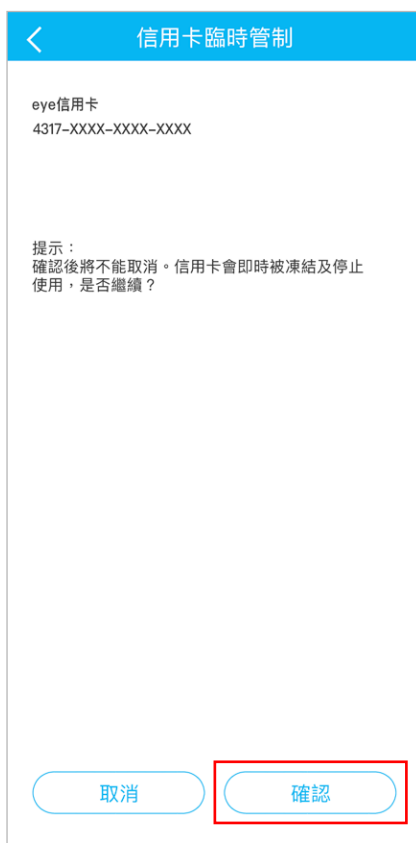 信用卡臨時管制
eye信用卡
4317-XXXX-XXXX-XXXX
提示：
確認後將不能取消。信用卡會即時被凍結及停止
使用，是否繼續？
取消
確認